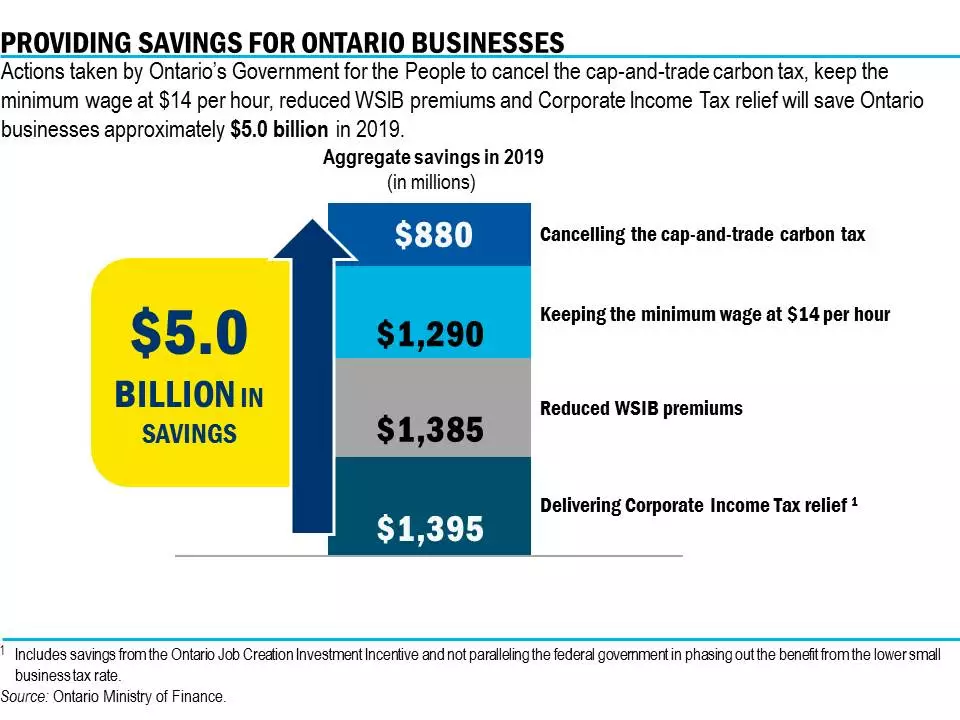 PROVIDING SAVINGS FOR ONTARIO BUSINESSES
Actions taken by Ontario’s Government for the People to cancel the cap-and-trade carbon tax, keep the
minimum wage at $14 per hour, reduced WSIB premiums and Corporate Income Tax relief will save Ontario
businesses approximately $5.0 billion in 2019.
Aggregate savings in 2019
(in millions)
$880
Cancelling the cap-and-trade carbon tax
$5.0
BILLION IN
SAVINGS
$1,290
Keeping the minimum wage at $14 per hour
$1,385
Reduced WSIB premiums
$1,395
Delivering Corporate Income Tax relief 1
1 Includes savings from the Ontario Job Creation Investment Incentive and not paralleling the federal government in phasing out the benefit from the lower small
business tax rate.
Source: Ontario Ministry of Finance.